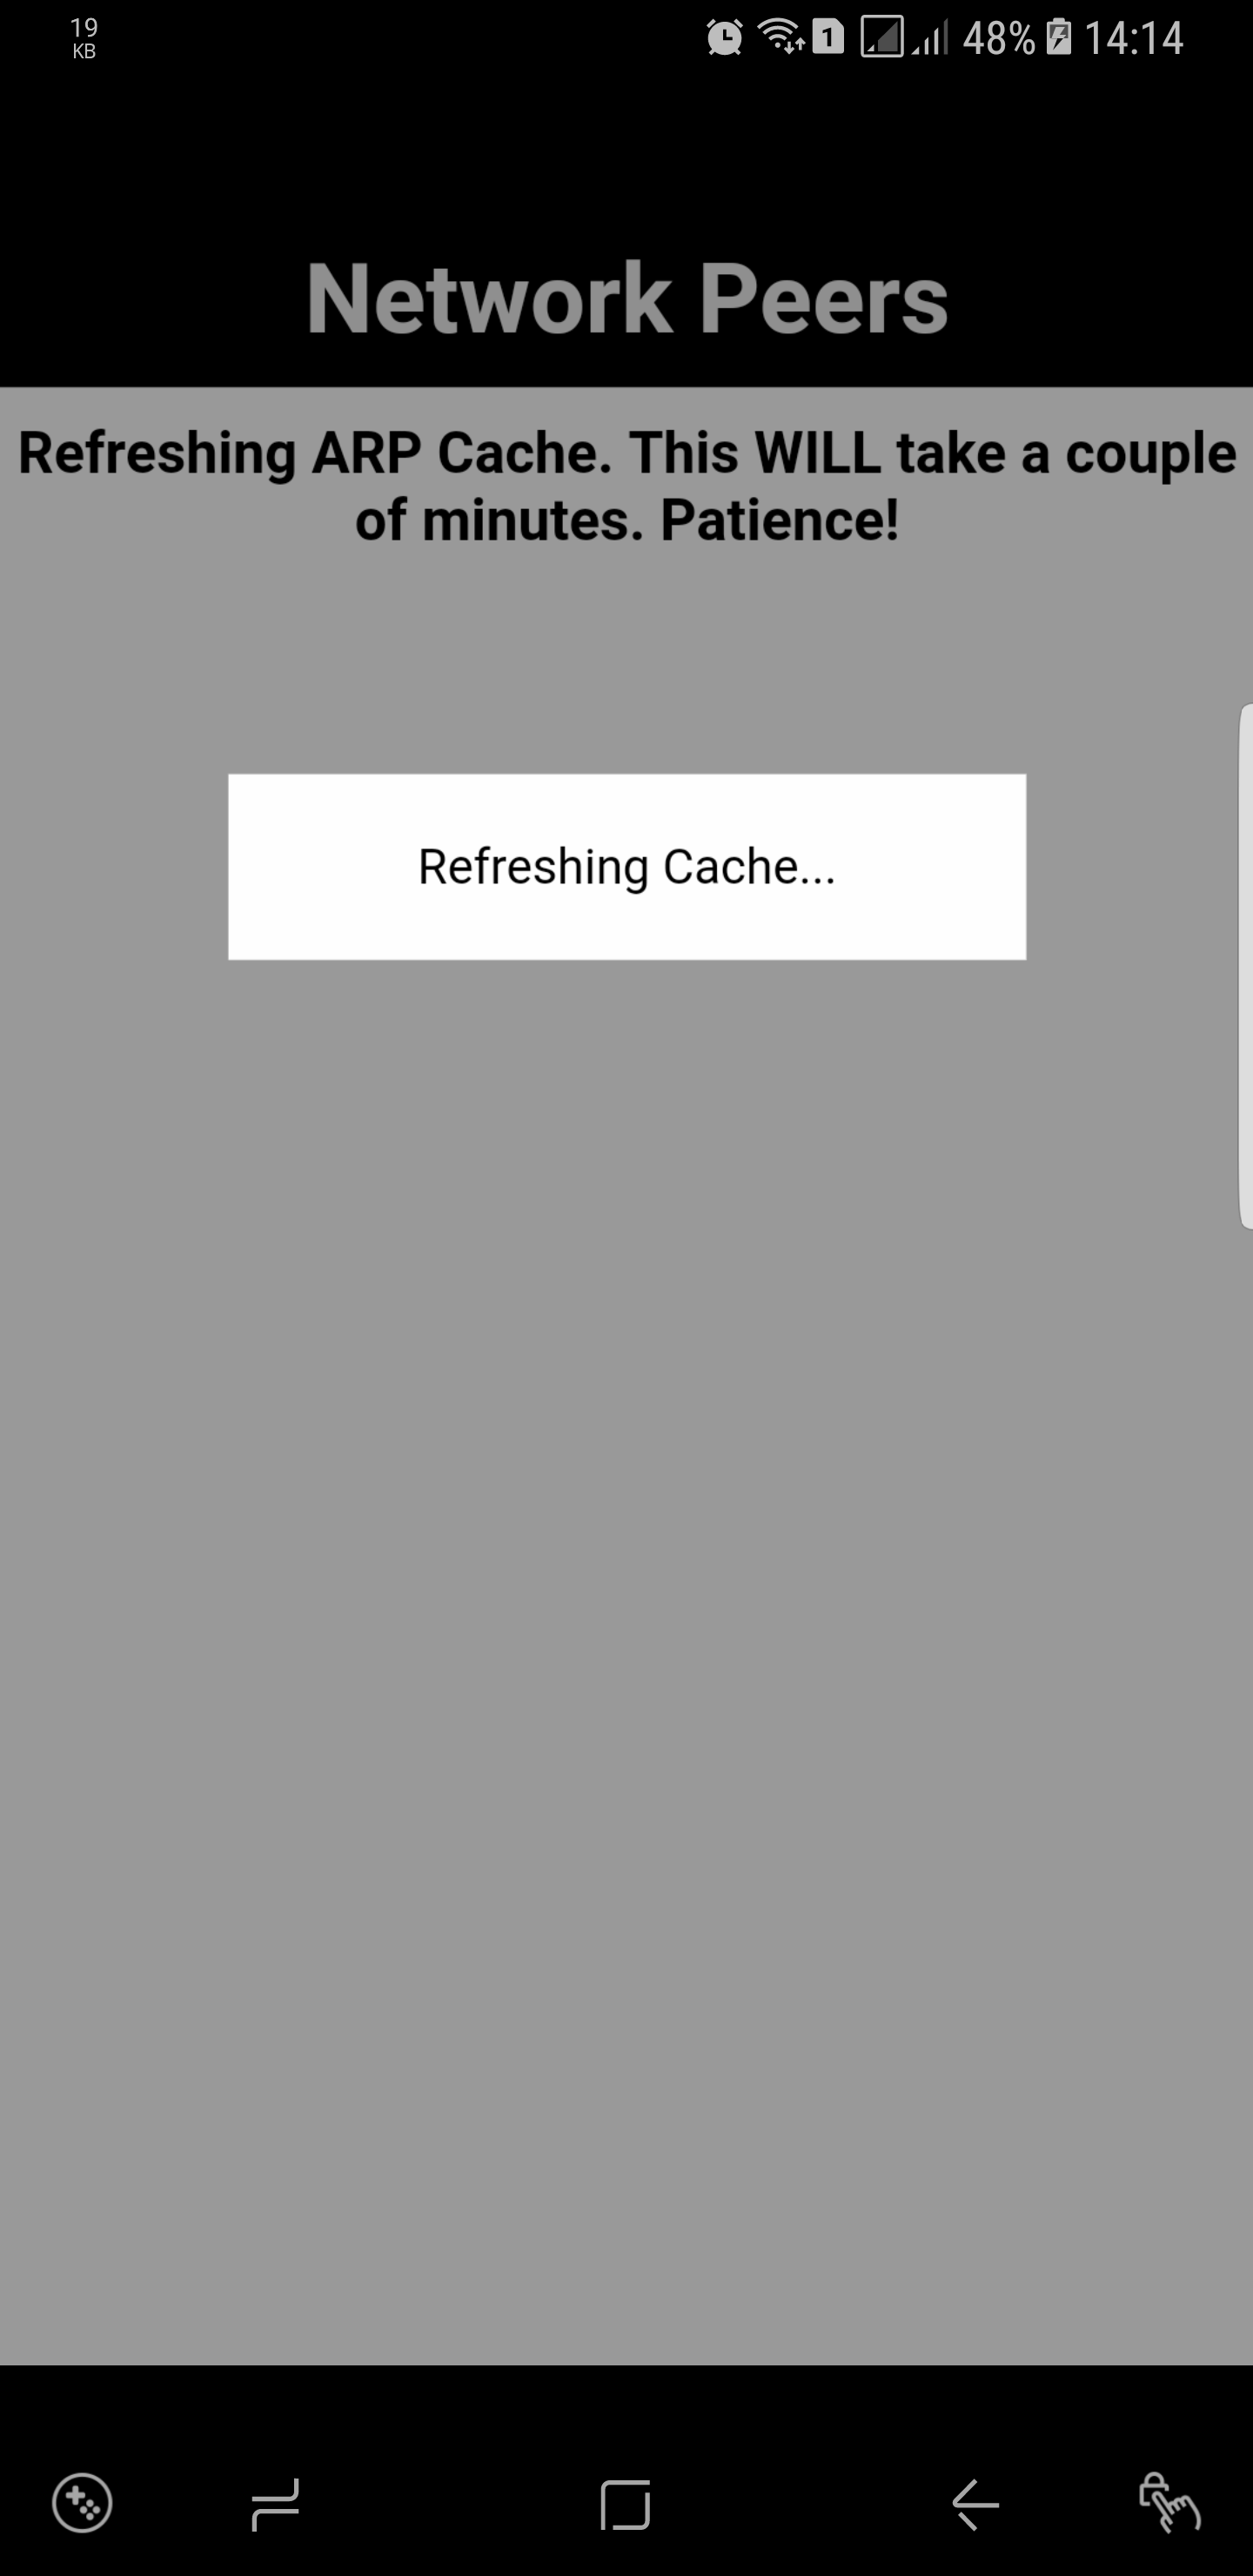 19
KB
1
48%
14:14
Network Peers
Refreshing ARP Cache. This WILL take a couple
of minutes. Patience!
Refreshing Cache...